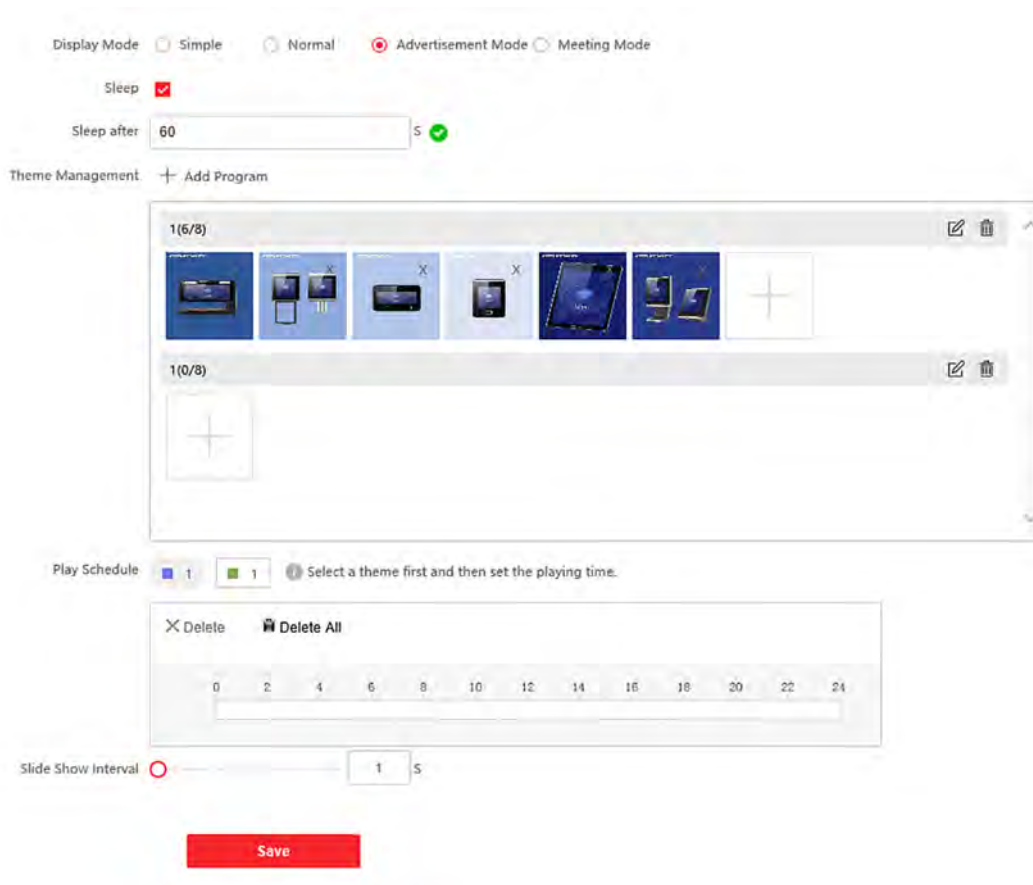 Display Mode Simple Normal Advertisement Mode Meeting Mode
Sleep
Sleep after 60 S
Theme Management Add Program
1(6/8)
X X X X
1(0/8)
Play Schedule 1 1 Select a theme first and then set the playing time.
Delete Delete All
0 2 4 6 8 10 12 14 16 18 20 22 24
Slide Show Interval 1 S
Save